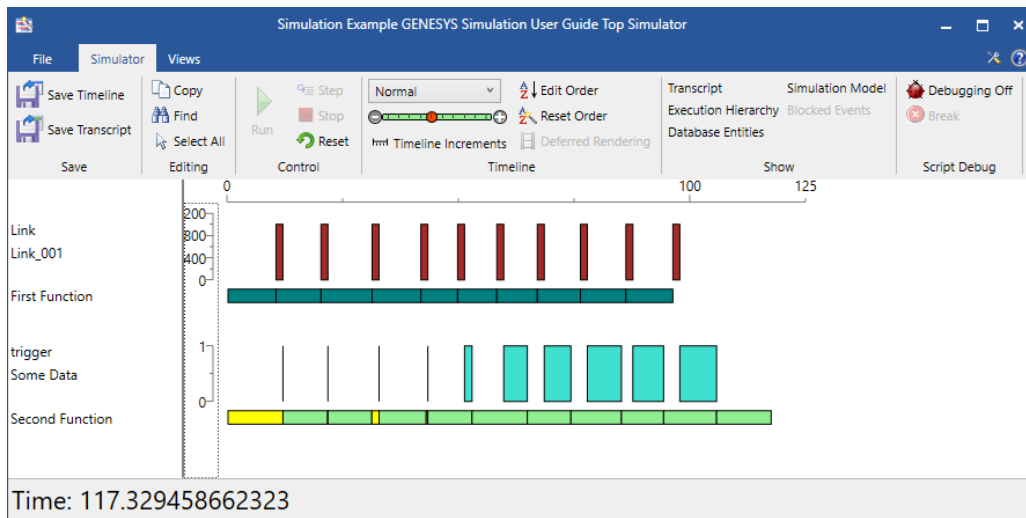 Simulation Example GENESYS Simulation User Guide Top Simulator
File Simulator Views
Save Timeline
Save Transcript
Save
Copy
Find
Select All
Editing
Run
Step
Stop
Reset
Control
Normal
Timeline Increments
Edit Order
Reset Order
Deferred Rendering
Timeline
Transcript
Execution Hierarchy
Database Entities
Simulation Model
Blocked Events
Show
Debugging Off
Break
Script Debug
0 100 125
200
800
400
0
Link
Link_001
First Function
1
0
trigger
Some Data
Second Function
Time: 117.329458662323